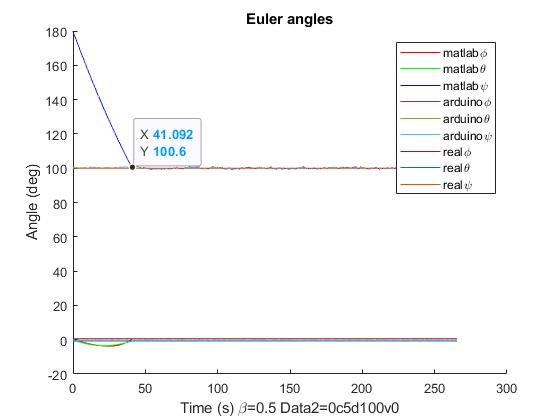 Euler angles
180
160
140
120
100
80
60
40
20
0
-20
Angle (deg)
X 41.092
Y 100.6
matlab ϕ
matlab θ
matlab ψ
arduino ϕ
arduino θ
arduino ψ
real ϕ
real θ
real ψ
0
50
100
150
200
250
300
Time (s) β=0.5 Data2=0c5d100v0